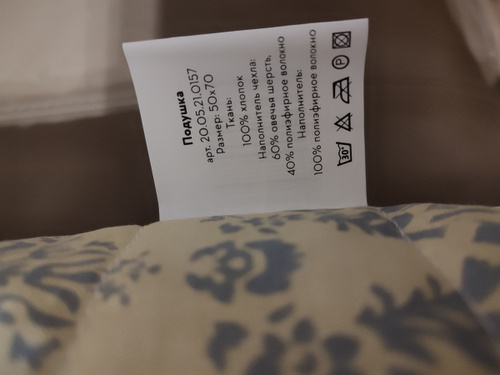 Подушка
арт. 20.05.21.0157
Размер: 50х70
Ткань:
100% хлопок
Наполнитель чехла:
60% овечья шерсть,
40% полиэфирное волокно
Наполнитель:
100% полиэфирное волокно
30° P